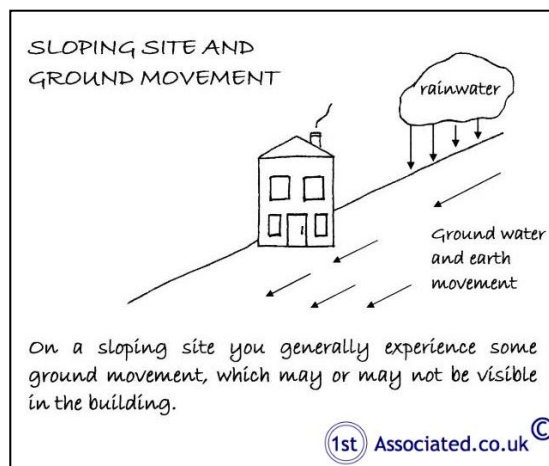 SLOPING SITE AND
GROUND MOVEMENT
rainwater
Ground water
and earth
movement
On a sloping site you generally experience some
ground movement, which may or may not be visible
in the building.
1st Associated.co.uk ©